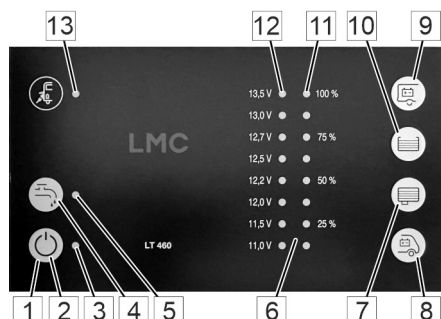 13 12 11 10 9
13,5 V 100 %
13,0 V
LMC 12,7 V 75 %
12,5 V
12,2 V 50 %
12,0 V
11,5 V 25 %
LT 460 11,0 V
1 2 3 4 5 6 7 8